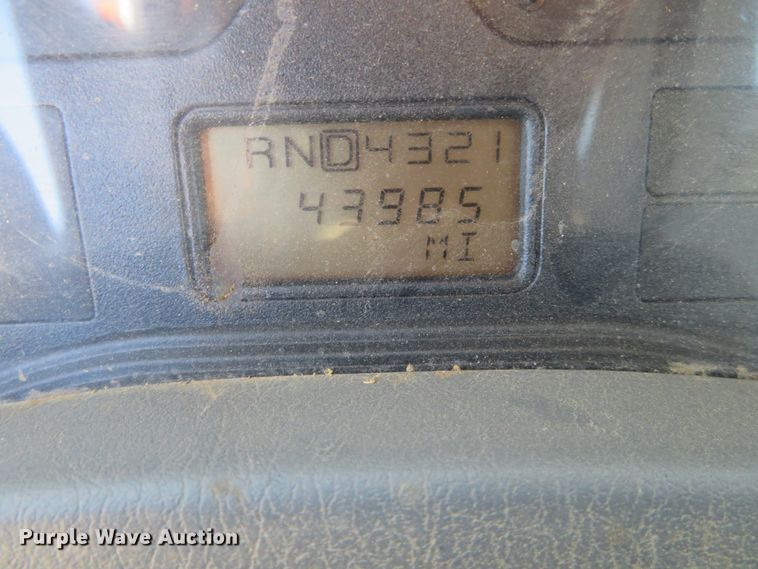 RND4321
43985
MI
Purple Wave Auction